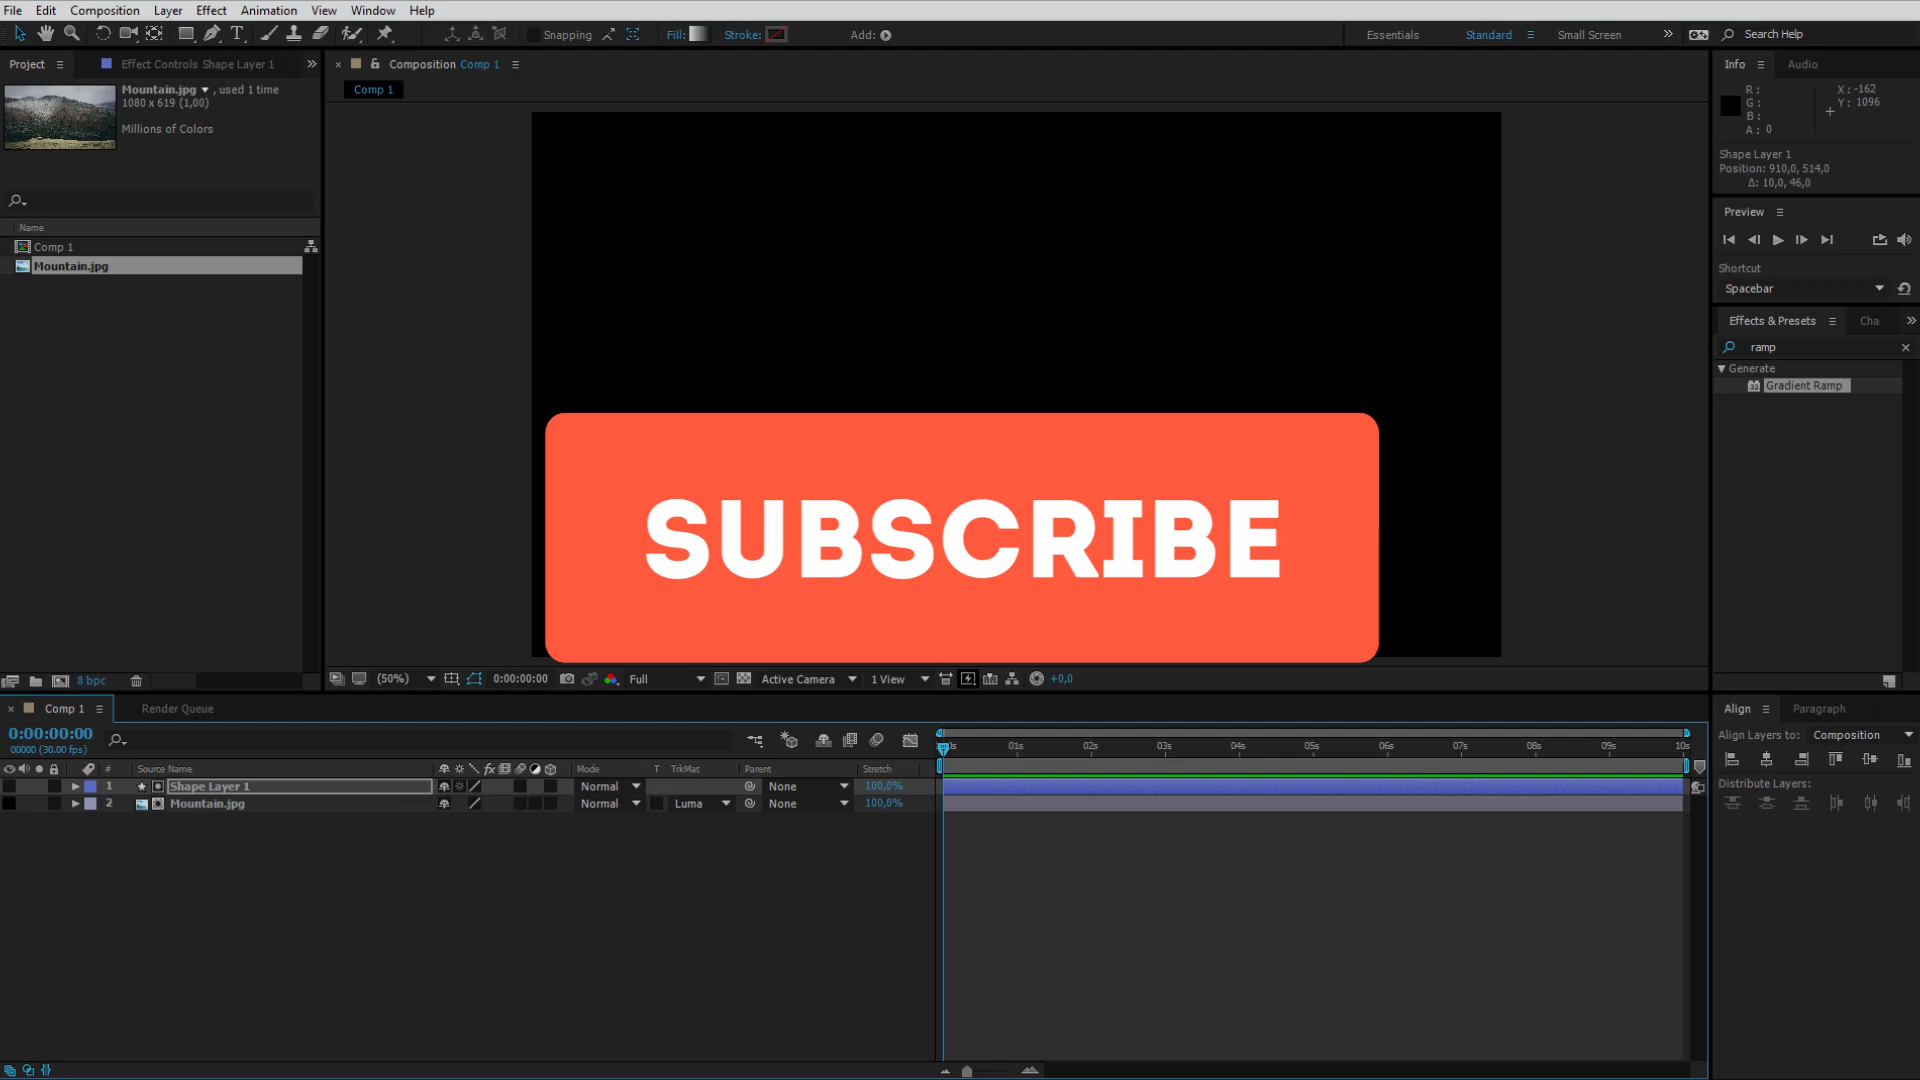 File Edit Composition Layer Effect Animation View Window Help
Snapping Fill: Stroke: Add: Essentials Standard Small Screen Search Help
Project Effect Controls Shape Layer 1
Mountain.jpg , used 1 time
1080 x 619 (1,00)
Millions of Colors
Name
Comp 1
Mountain.jpg
8 bpc
Composition Comp 1
Comp 1
SUBSCRIBE
(50%) 0:00:00:00 Full Active Camera 1 View +0,0
Info Audio
R : X : -162
G : Y : 1096
B :
A : 0
Shape Layer 1
Position: 910,0, 514,0
Δ: 10,0, 46,0
Preview
Shortcut
Spacebar
Effects & Presets Cha
ramp
Generate
Gradient Ramp
Comp 1 Render Queue
0:00:00:00
00000 (30.00 fps)
# Source Name Mode T TrkMat Parent Stretch
1 Shape Layer 1 Normal None 100,0%
2 Mountain.jpg Normal Luma None 100,0%
01s 02s 03s 04s 05s 06s 07s 08s 09s 10s
Align Paragraph
Align Layers to: Composition
Distribute Layers: